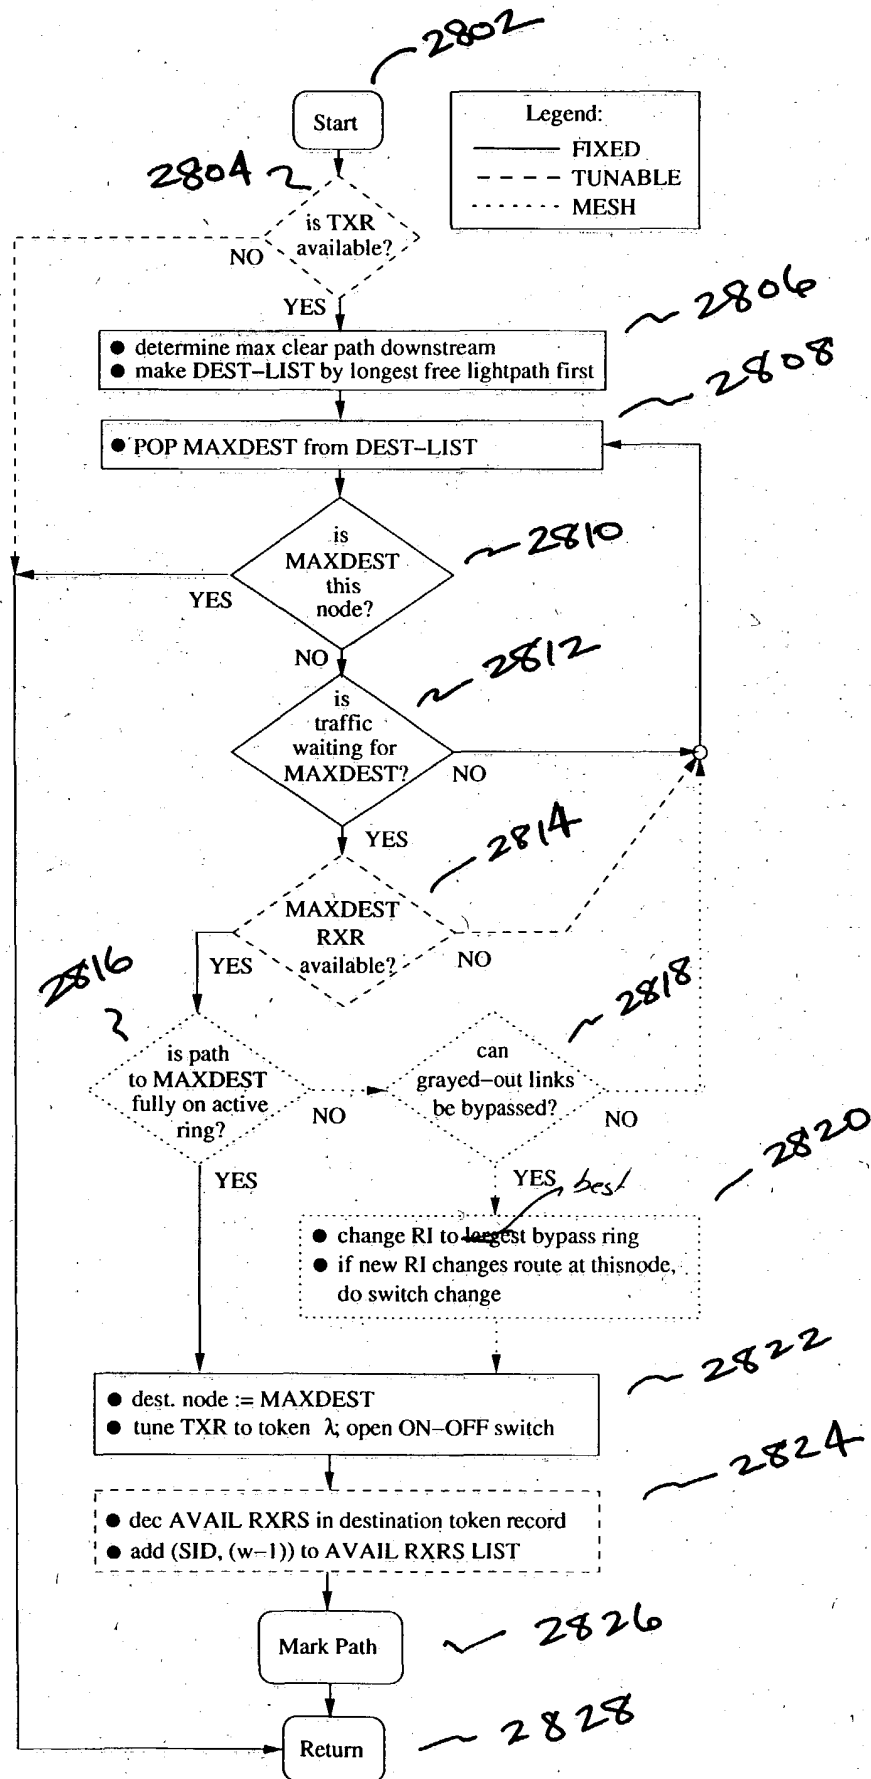 2802
Start
Legend:
FIXED
TUNABLE
MESH
2804
is TXR
available?
NO
YES
2806
● determine max clear path downstream
● make DEST-LIST by longest free lightpath first
2808
● POP MAXDEST from DEST-LIST
2810
is
MAXDEST
this
node?
YES
NO
2812
is
traffic
waiting for
MAXDEST?
NO
YES
2814
MAXDEST
RXR
available?
YES
NO
2816
is path
to MAXDEST
fully on active
ring?
NO
YES
2818
can
grayed-out links
be bypassed?
NO
YES
best
2820
● change RI to largest bypass ring
● if new RI changes route at thisnode,
do switch change
2822
● dest. node := MAXDEST
● tune TXR to token λ; open ON-OFF switch
2824
● dec AVAIL RXRS in destination token record
● add (SID, (w-1)) to AVAIL RXRS LIST
Mark Path
2826
Return
2828